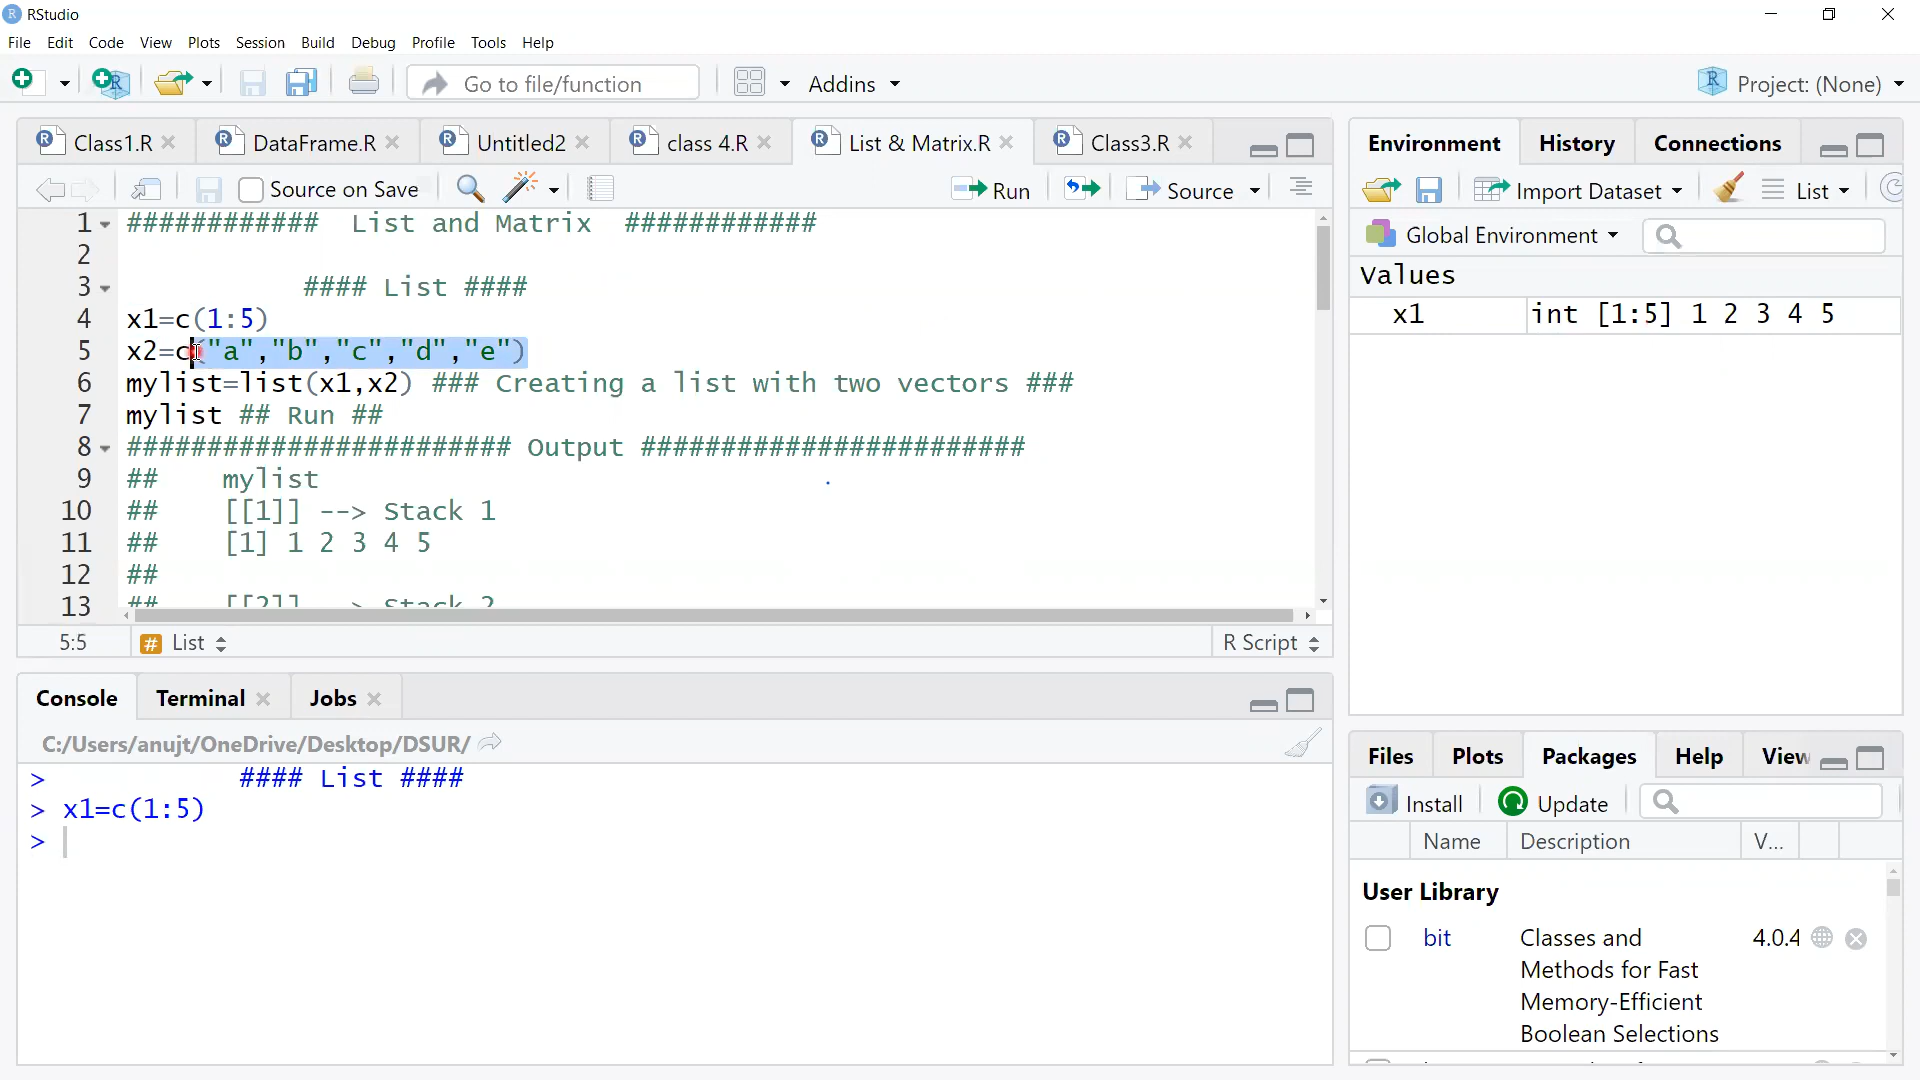 RStudio
File Edit Code View Plots Session Build Debug Profile Tools Help
Go to file/function Addins Project: (None)
Class1.R DataFrame.R Untitled2 class 4.R List & Matrix.R Class3.R
Source on Save Run Source
1 ############ List and Matrix ############
2
3 #### List ####
4 x1=c(1:5)
5 x2=c("a","b","c","d","e")
6 mylist=list(x1,x2) ### Creating a list with two vectors ###
7 mylist ## Run ##
8 ######################## Output ########################
9 ## mylist
10 ## [[1]] --> Stack 1
11 ## [1] 1 2 3 4 5
12 ##
13 ## [[2]] --> Stack 2
5:5 List R Script
Console Terminal Jobs
C:/Users/anujt/OneDrive/Desktop/DSUR/
> #### List ####
> x1=c(1:5)
>
Environment History Connections
Import Dataset List
Global Environment
Values
x1 int [1:5] 1 2 3 4 5
Files Plots Packages Help View
Install Update
Name Description V...
User Library
bit Classes and 4.0.4
Methods for Fast
Memory-Efficient
Boolean Selections